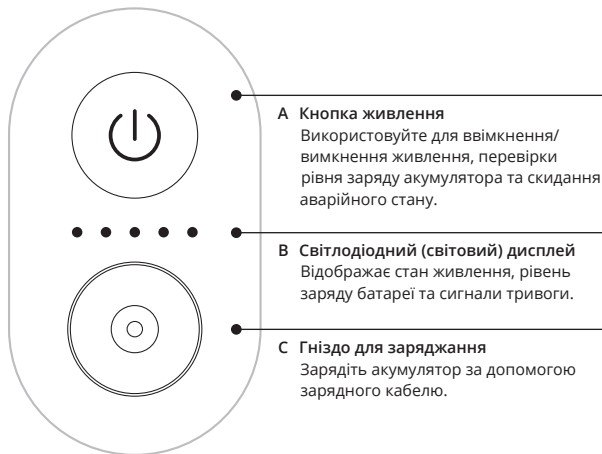 A Кнопка живлення
Використовуйте для ввімкнення/
вимкнення живлення, перевірки
рівня заряду акумулятора та скидання
аварійного стану.
B Світлодіодний (світовий) дисплей
Відображає стан живлення, рівень
заряду батареї та сигнали тривоги.
C Гніздо для заряджання
Зарядіть акумулятор за допомогою
зарядного кабелю.